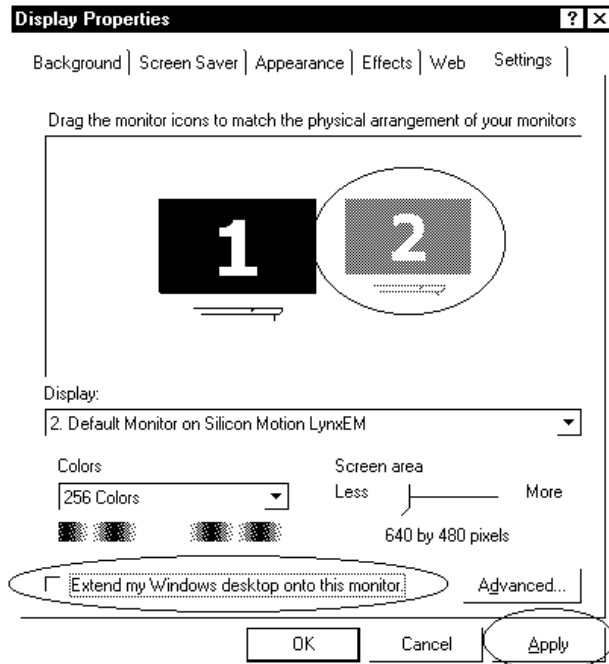 Display Properties ? ×
Background Screen Saver Appearance Effects Web Settings
Drag the monitor icons to match the physical arrangement of your monitors
1 2
Display:
2. Default Monitor on Silicon Motion LynxEM
Colors Screen area
256 Colors Less More
640 by 480 pixels
Extend my Windows desktop onto this monitor. Advanced...
OK Cancel Apply